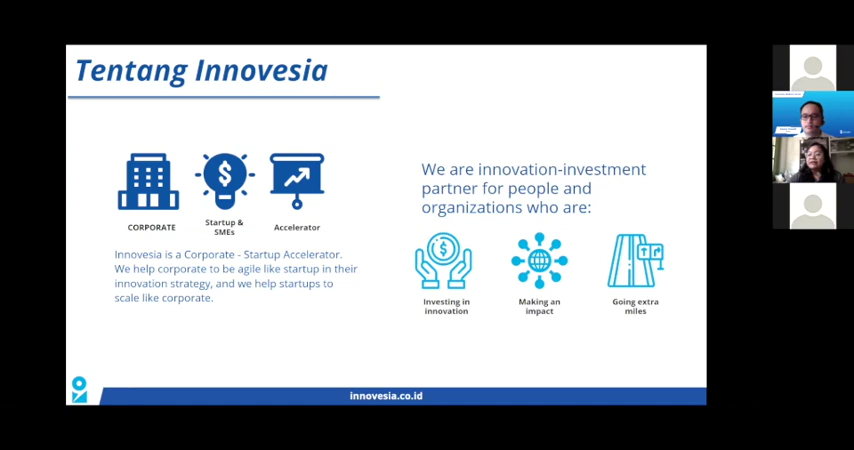 Tentang Innovesia
CORPORATE
Startup &
SMEs
Accelerator
Innovesia is a Corporate - Startup Accelerator.
We help corporate to be agile like startup in their
innovation strategy, and we help startups to
scale like corporate.
We are innovation-investment
partner for people and
organizations who are:
Investing in
innovation
Making an
impact
Going extra
miles
innovesia.co.id